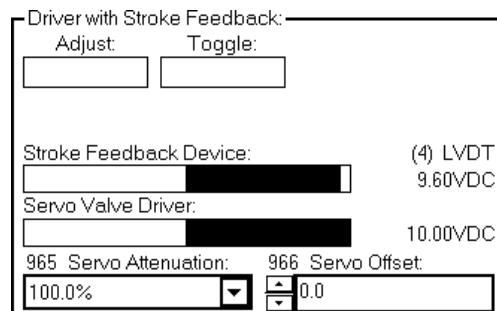 Driver with Stroke Feedback:
Adjust: Toggle:
Stroke Feedback Device: (4) LVDT
9.60VDC
Servo Valve Driver:
10.00VDC
965 Servo Attenuation: 966 Servo Offset:
100.0% 0.0